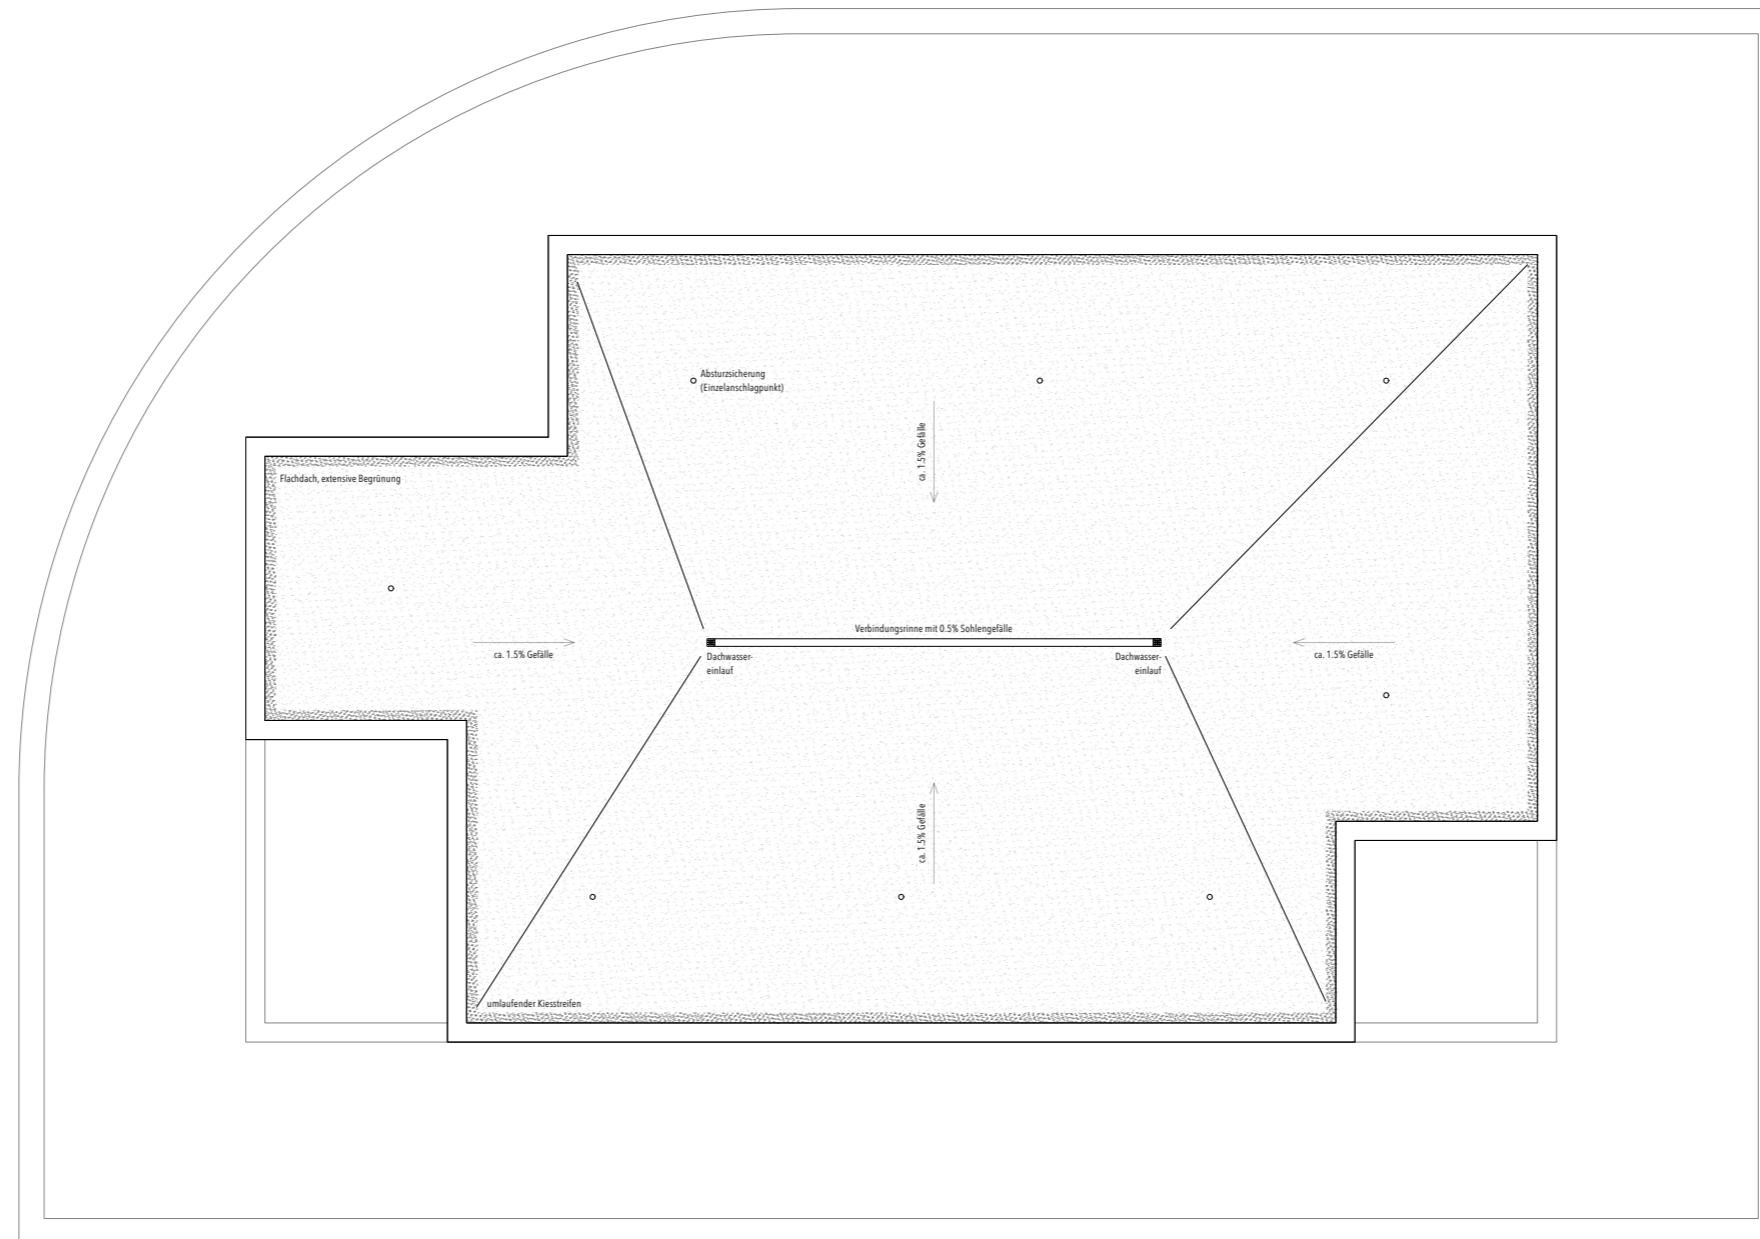 Absturzsicherung
(Einzelanschlagpunkt)
ca. 1.5% Gefälle
Flachdach, extensive Begrünung
Verbindungsrinne mit 0.5% Sohlengefälle
ca. 1.5% Gefälle
Dachwasser-
einlauf
Dachwasser-
einlauf
ca. 1.5% Gefälle
ca. 1.5% Gefälle
umlaufender Kiesstreifen